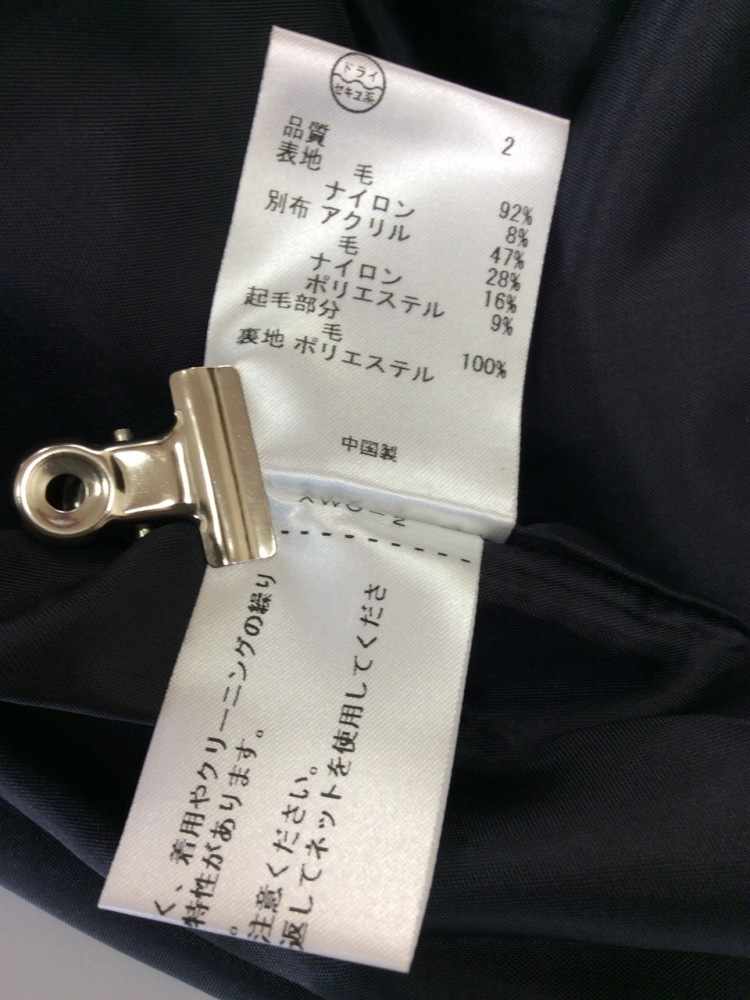 ドライ
セキユ系
品質 2
表地 毛 92%
ナイロン 8%
別布 アクリル 47%
毛 28%
ナイロン 16%
ポリエステル 9%
起毛部分
毛 100%
裏地 ポリエステル
中国製
く、着用やクリーニングの繰り
特性があります。
。
注意ください。
返してネットを使用してくださ